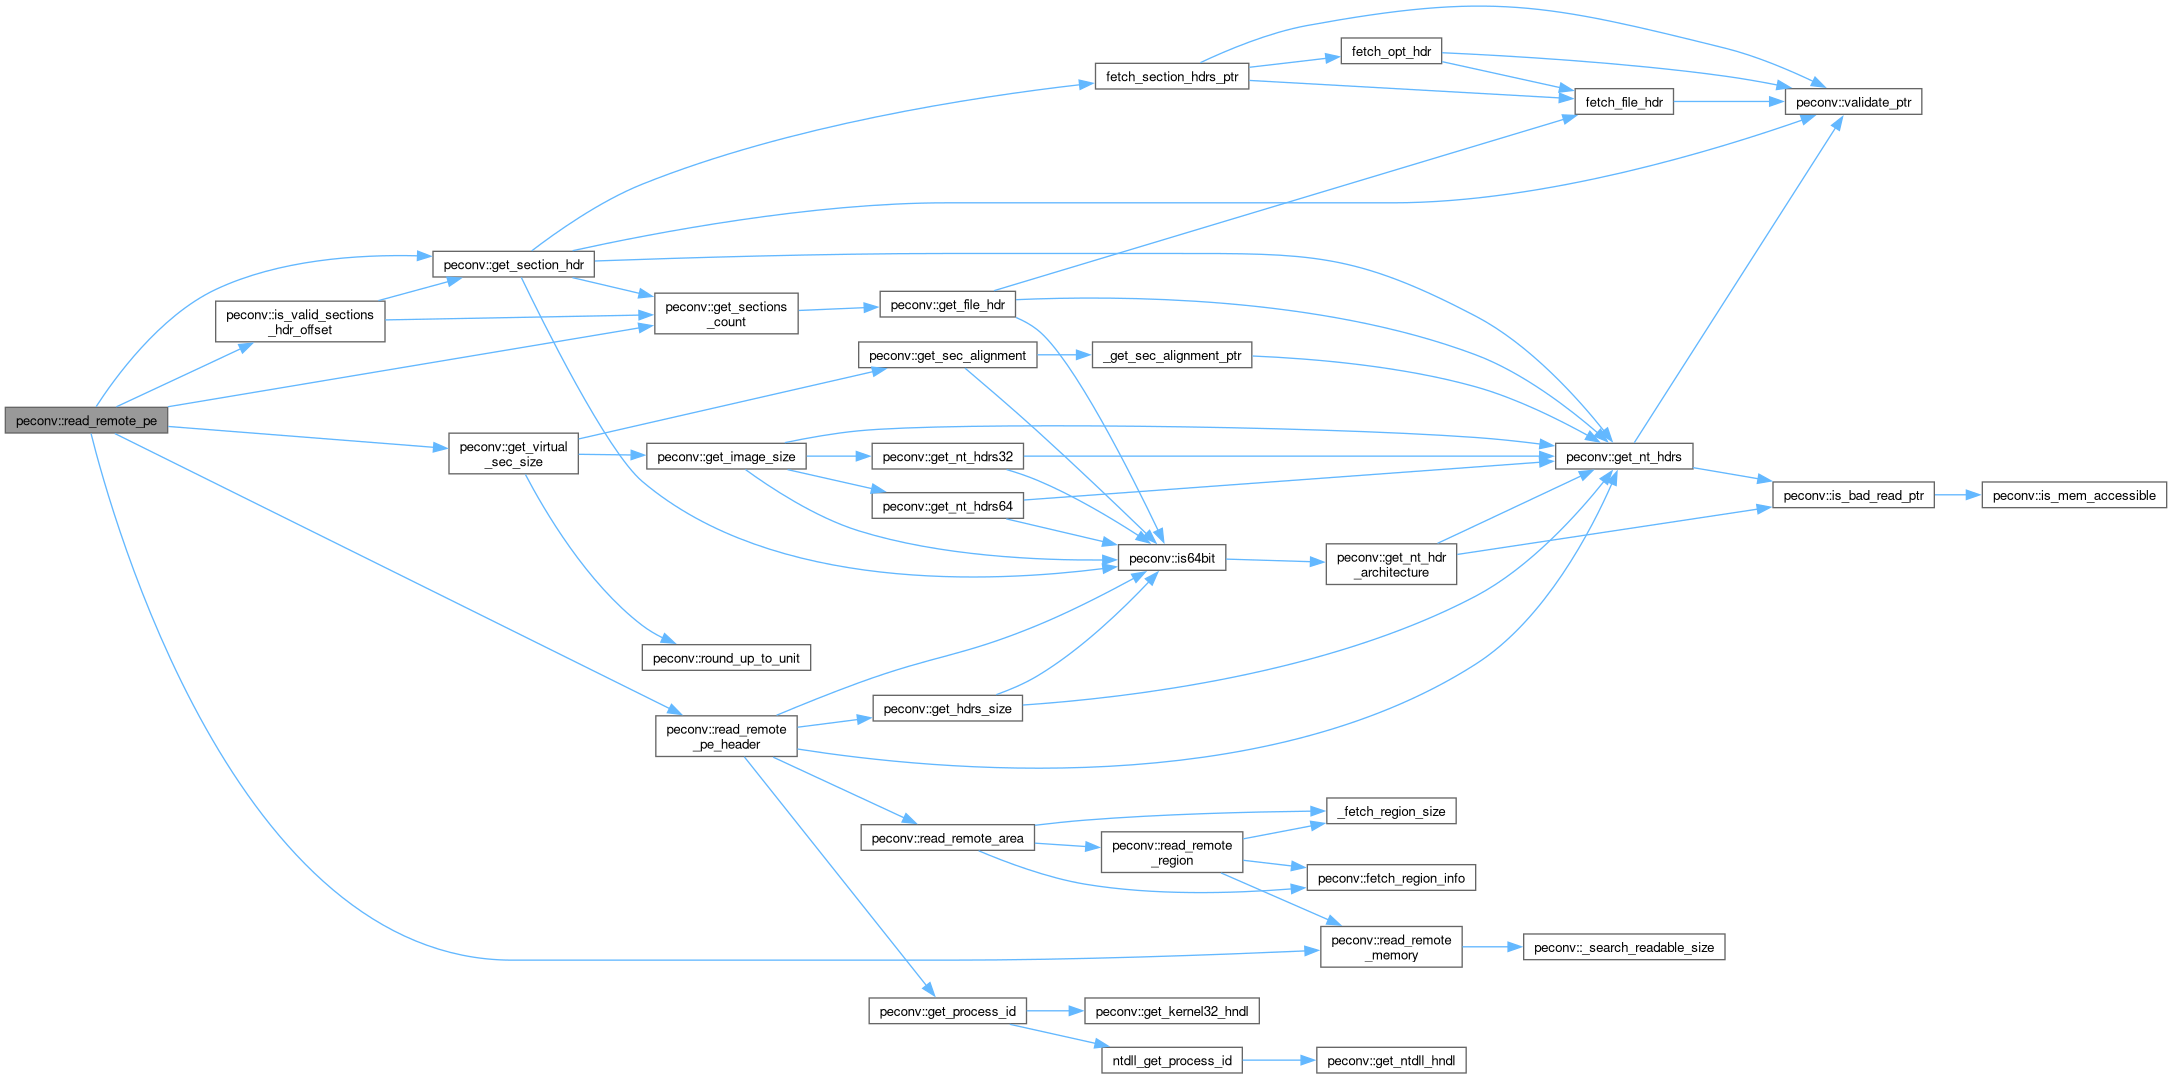 peconv::read_remote_pe
peconv::get_section_hdr
peconv::is_valid_sections
_hdr_offset
peconv::get_virtual
_sec_size
peconv::get_sections
_count
peconv::get_image_size
peconv::round_up_to_unit
peconv::read_remote
_pe_header
peconv::get_file_hdr
peconv::get_sec_alignment
peconv::get_nt_hdrs32
peconv::get_nt_hdrs64
peconv::get_hdrs_size
peconv::read_remote_area
peconv::get_process_id
fetch_section_hdrs_ptr
_get_sec_alignment_ptr
peconv::is64bit
peconv::read_remote
_region
peconv::get_kernel32_hndl
ntdll_get_process_id
fetch_opt_hdr
peconv::get_nt_hdr
_architecture
_fetch_region_size
peconv::fetch_region_info
peconv::read_remote
_memory
peconv::get_ntdll_hndl
fetch_file_hdr
peconv::get_nt_hdrs
peconv::_search_readable_size
peconv::validate_ptr
peconv::is_bad_read_ptr
peconv::is_mem_accessible